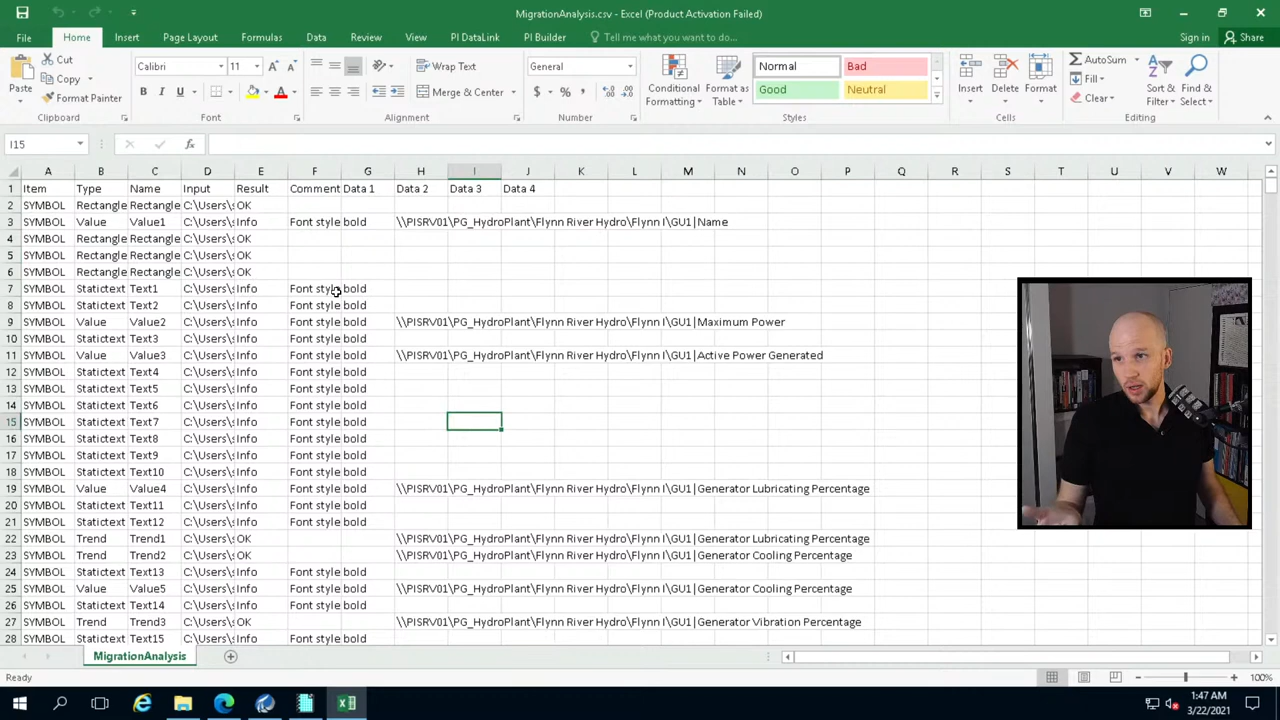 MigrationAnalysis.csv - Excel (Product Activation Failed)
File Home Insert Page Layout Formulas Data Review View PI DataLink PI Builder Tell me what you want to do... Sign in Share
Paste Cut Copy Format Painter Clipboard
Calibri 11 Font
Wrap Text Merge & Center Alignment
General Number
Conditional Formatting Format as Table Normal Bad Good Neutral Styles
Insert Delete Format Cells
AutoSum Fill Clear Sort & Filter Find & Select Editing
I15 fx
A B C D E F G H I J K L M N O P Q R S T U V W
1 Item Type Name Input Result Comment Data 1 Data 2 Data 3 Data 4
2 SYMBOL Rectangle Rectangle C:\Users\ OK
3 SYMBOL Value Value1 C:\Users\ Info Font style bold \\PISRV01\PG_HydroPlant\Flynn River Hydro\Flynn I\GU1|Name
4 SYMBOL Rectangle Rectangle C:\Users\ OK
5 SYMBOL Rectangle Rectangle C:\Users\ OK
6 SYMBOL Rectangle Rectangle C:\Users\ OK
7 SYMBOL Statictext Text1 C:\Users\ Info Font style bold
8 SYMBOL Statictext Text2 C:\Users\ Info Font style bold
9 SYMBOL Value Value2 C:\Users\ Info Font style bold \\PISRV01\PG_HydroPlant\Flynn River Hydro\Flynn I\GU1|Maximum Power
10 SYMBOL Statictext Text3 C:\Users\ Info Font style bold
11 SYMBOL Value Value3 C:\Users\ Info Font style bold \\PISRV01\PG_HydroPlant\Flynn River Hydro\Flynn I\GU1|Active Power Generated
12 SYMBOL Statictext Text4 C:\Users\ Info Font style bold
13 SYMBOL Statictext Text5 C:\Users\ Info Font style bold
14 SYMBOL Statictext Text6 C:\Users\ Info Font style bold
15 SYMBOL Statictext Text7 C:\Users\ Info Font style bold
16 SYMBOL Statictext Text8 C:\Users\ Info Font style bold
17 SYMBOL Statictext Text9 C:\Users\ Info Font style bold
18 SYMBOL Statictext Text10 C:\Users\ Info Font style bold
19 SYMBOL Value Value4 C:\Users\ Info Font style bold \\PISRV01\PG_HydroPlant\Flynn River Hydro\Flynn I\GU1|Generator Lubricating Percentage
20 SYMBOL Statictext Text11 C:\Users\ Info Font style bold
21 SYMBOL Statictext Text12 C:\Users\ Info Font style bold
22 SYMBOL Trend Trend1 C:\Users\ OK \\PISRV01\PG_HydroPlant\Flynn River Hydro\Flynn I\GU1|Generator Lubricating Percentage
23 SYMBOL Trend Trend2 C:\Users\ OK \\PISRV01\PG_HydroPlant\Flynn River Hydro\Flynn I\GU1|Generator Cooling Percentage
24 SYMBOL Statictext Text13 C:\Users\ Info Font style bold
25 SYMBOL Value Value5 C:\Users\ Info Font style bold \\PISRV01\PG_HydroPlant\Flynn River Hydro\Flynn I\GU1|Generator Cooling Percentage
26 SYMBOL Statictext Text14 C:\Users\ Info Font style bold
27 SYMBOL Trend Trend3 C:\Users\ OK \\PISRV01\PG_HydroPlant\Flynn River Hydro\Flynn I\GU1|Generator Vibration Percentage
28 SYMBOL Statictext Text15 C:\Users\ Info Font style bold
MigrationAnalysis
Ready 100%
1:47 AM
3/22/2021